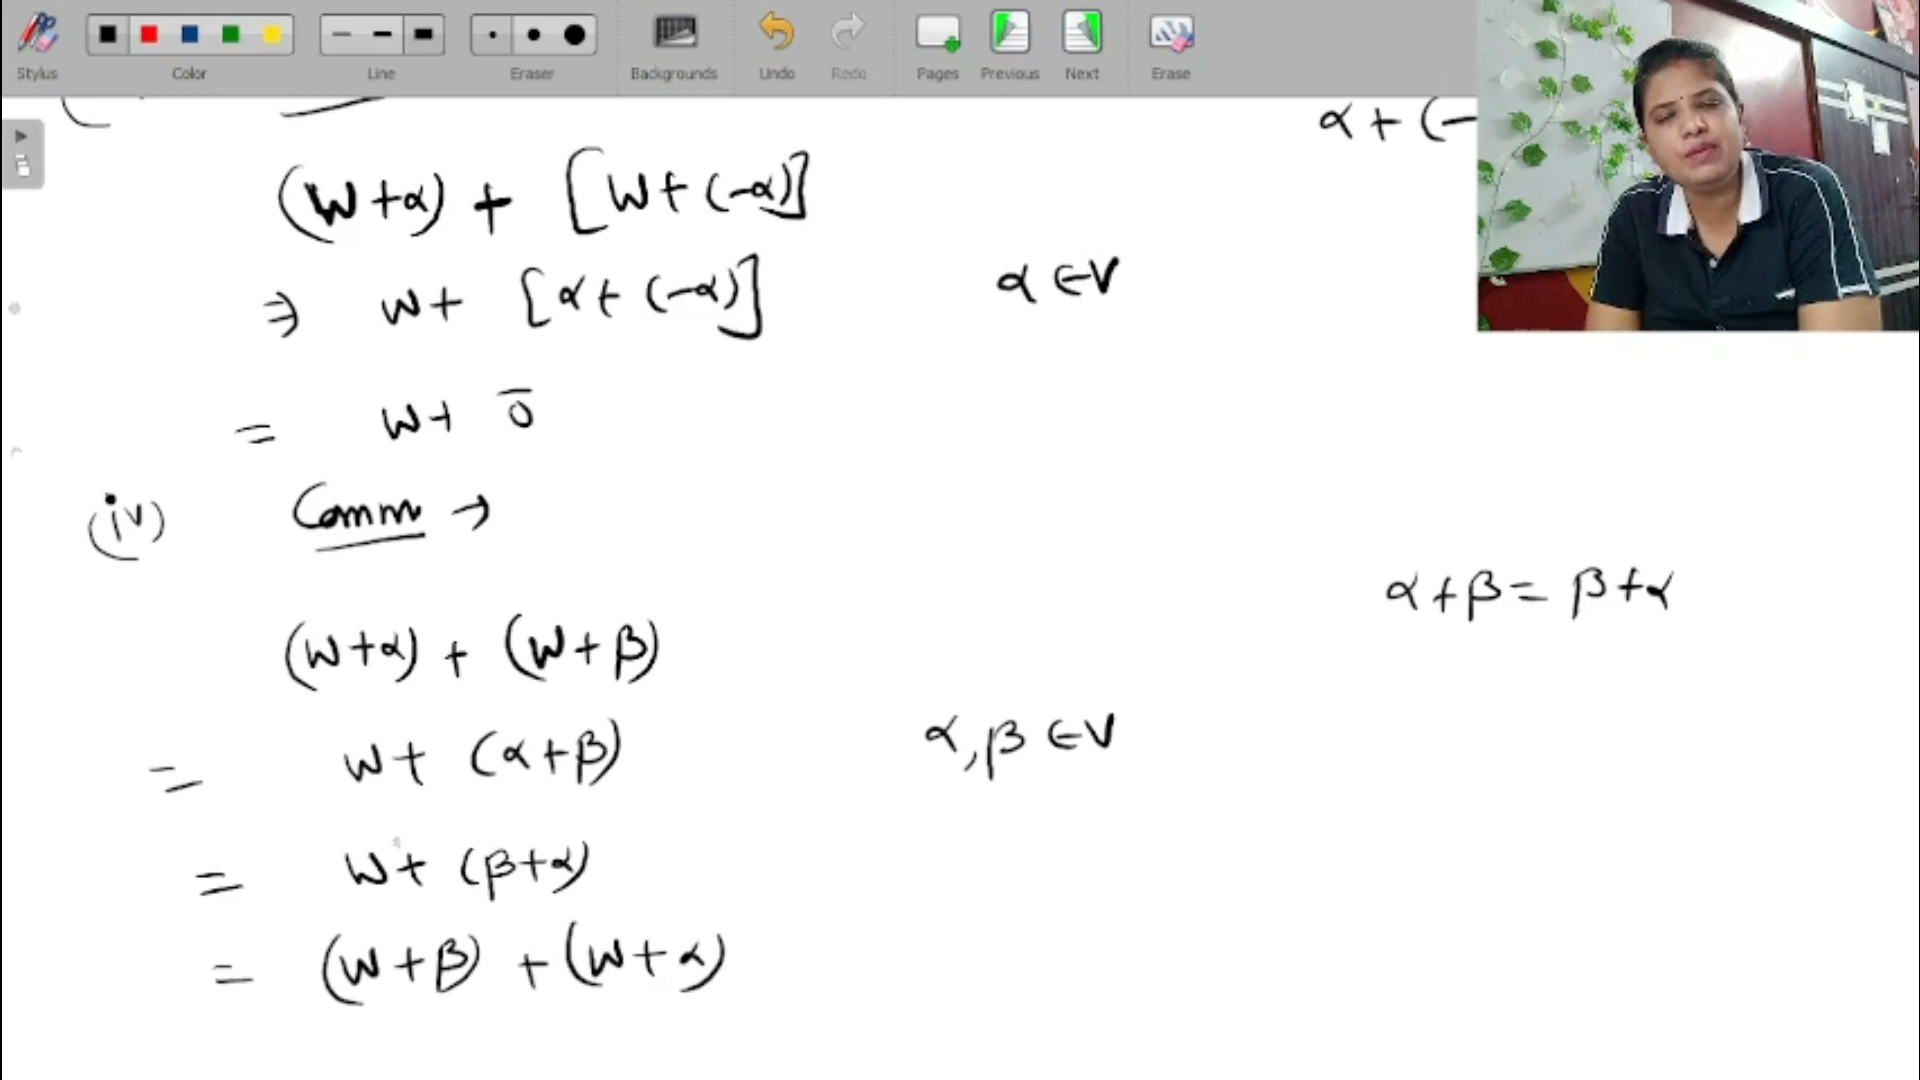 Stylus Color Line Eraser Backgrounds Undo Redo Pages Previous Next Erase
α + (-
(W+α) + [W+(-α)]
⇒ W+ [α+(-α)] α ∈ V
= W+ 0̅
(iv) Comm →
α+β = β+α
(W+α) + (W+β)
= W+ (α+β) α, β ∈ V
= W+ (β+α)
= (W+β) + (W+α)